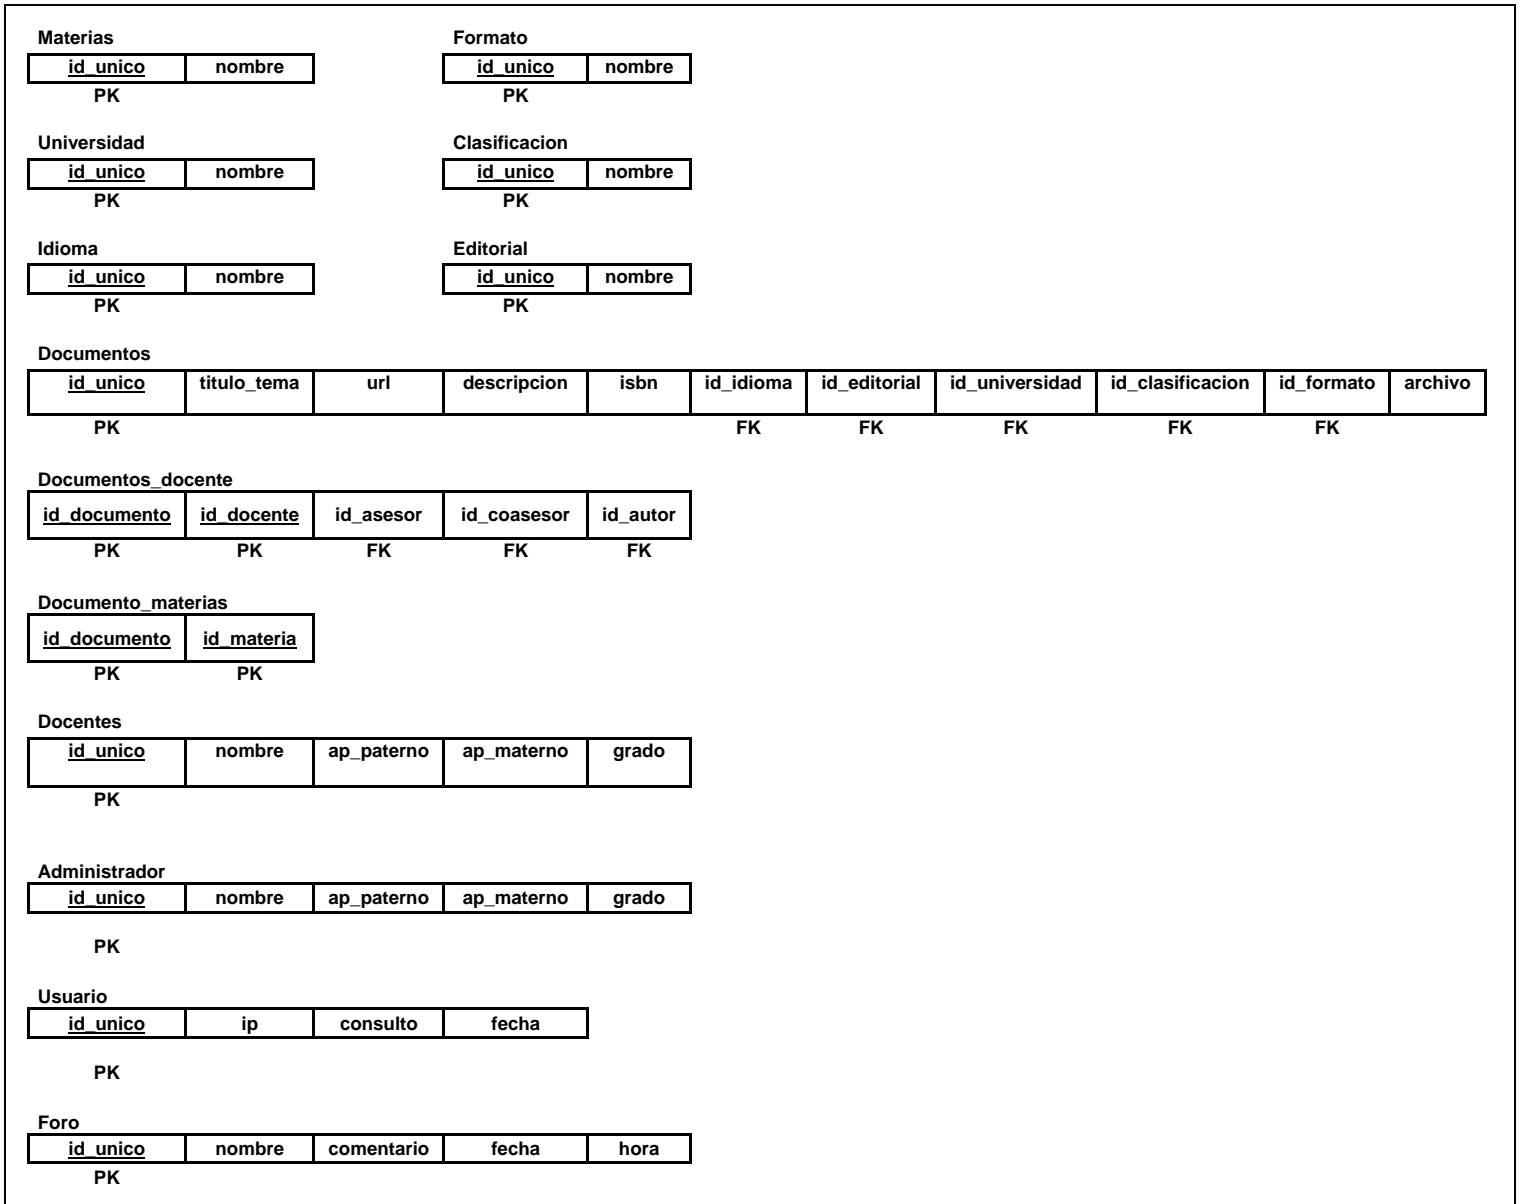 Materias Formato
id_unico nombre id_unico nombre
PK PK
Universidad Clasificacion
id_unico nombre id_unico nombre
PK PK
Idioma Editorial
id_unico nombre id_unico nombre
PK PK
Documentos
id_unico titulo_tema url descripcion isbn id_idioma id_editorial id_universidad id_clasificacion id_formato archivo
PK FK FK FK FK FK
Documentos_docente
id_documento id_docente id_asesor id_coasesor id_autor
PK PK FK FK FK
Documento_materias
id_documento id_materia
PK PK
Docentes
id_unico nombre ap_paterno ap_materno grado
PK
Administrador
id_unico nombre ap_paterno ap_materno grado
PK
Usuario
id_unico ip consulto fecha
PK
Foro
id_unico nombre comentario fecha hora
PK